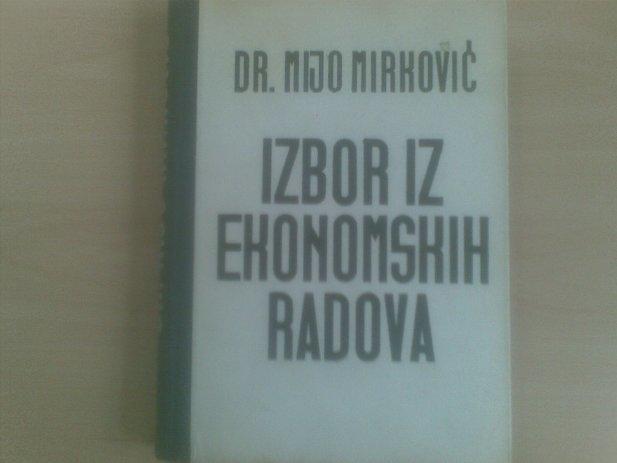 DR. MIJO MIRKOVIĆ
IZBOR IZ
EKONOMSKIH
RADOVA